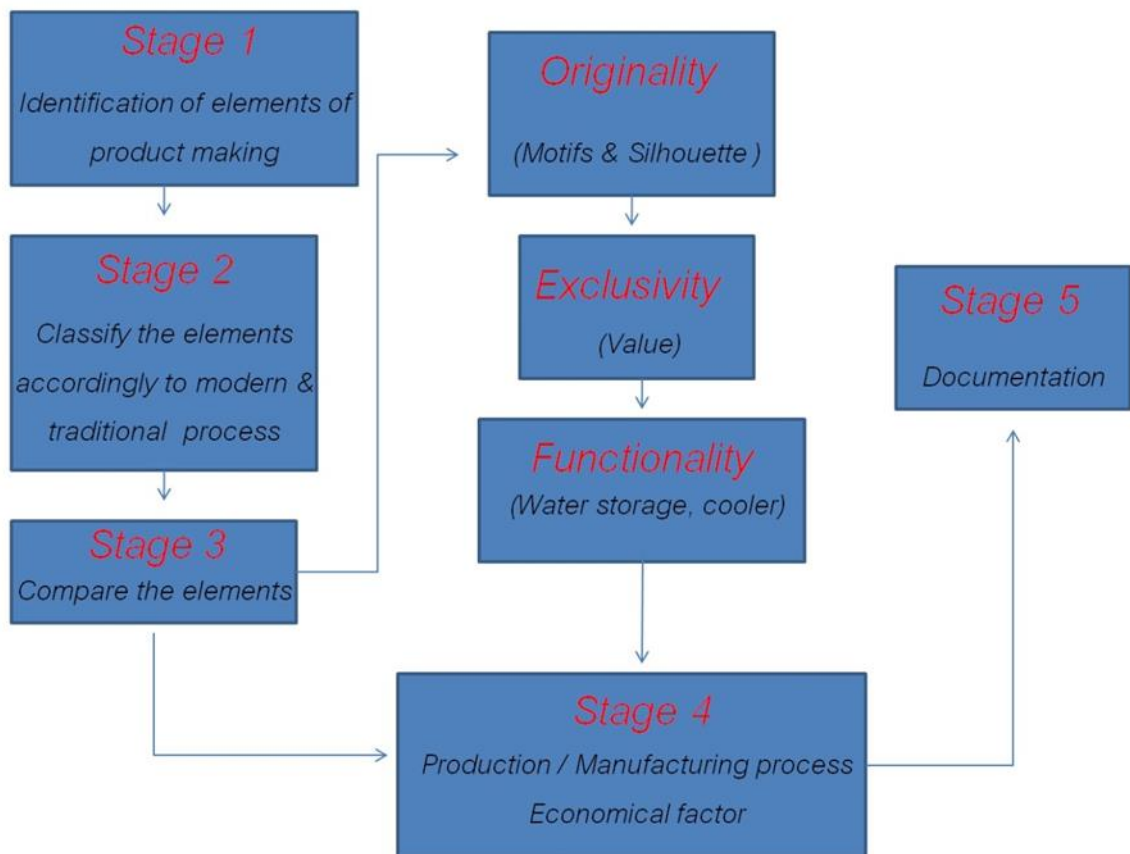 Stage 1
Identification of elements of
product making
Stage 2
Classify the elements
accordingly to modern &
traditional process
Stage 3
Compare the elements
Originality
(Motifs & Silhouette )
Exclusivity
(Value)
Functionality
(Water storage, cooler)
Stage 4
Production / Manufacturing process
Economical factor
Stage 5
Documentation